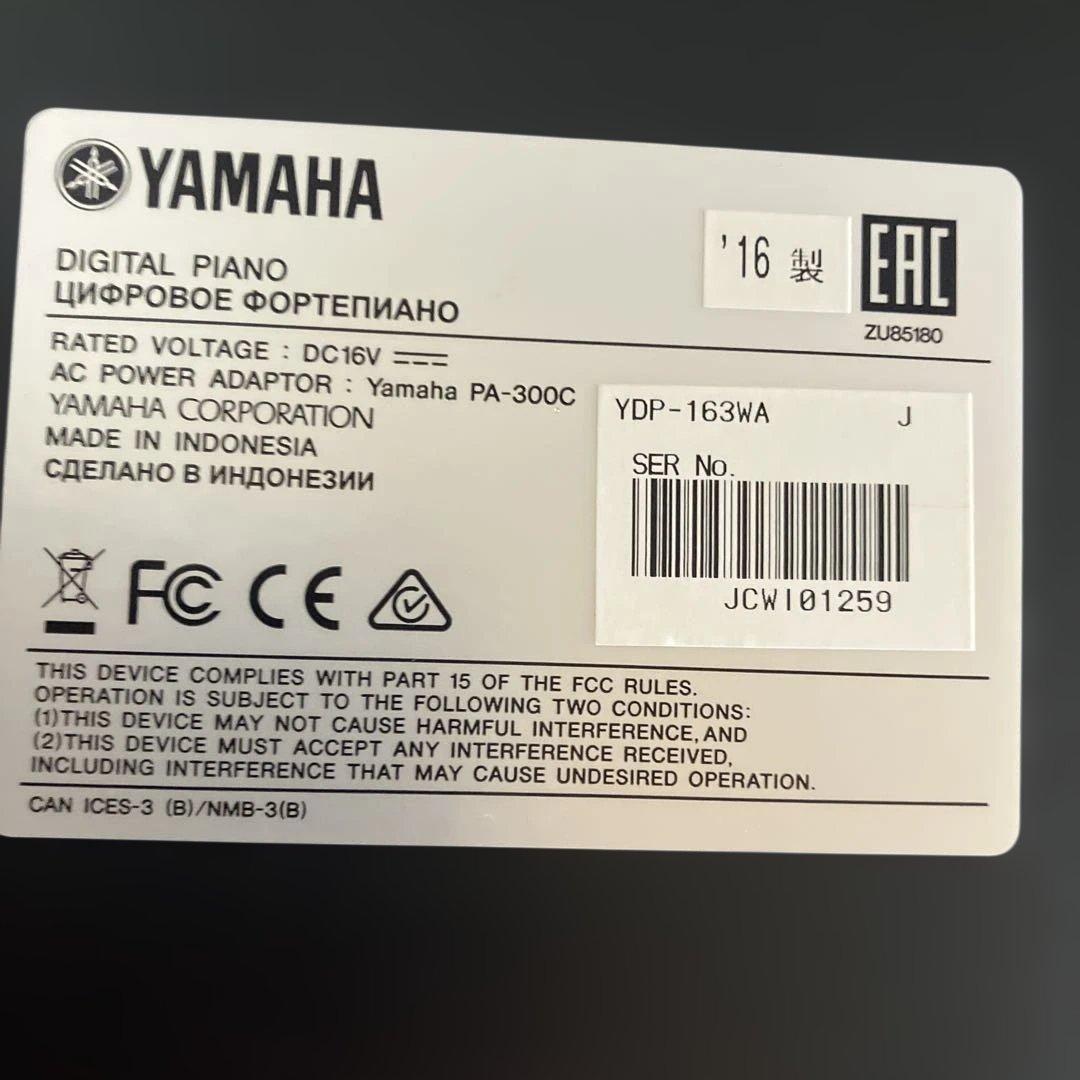 YAMAHA
DIGITAL PIANO
ЦИФРОВОЕ ФОРТЕПИАНО
'16 製
EAC
ZU85180
RATED VOLTAGE : DC16V
AC POWER ADAPTOR : Yamaha PA-300C
YAMAHA CORPORATION
MADE IN INDONESIA
СДЕЛАНО В ИНДОНЕЗИИ
YDP-163WA J
SER No.
JCWI01259
FC CE
THIS DEVICE COMPLIES WITH PART 15 OF THE FCC RULES.
OPERATION IS SUBJECT TO THE FOLLOWING TWO CONDITIONS:
(1)THIS DEVICE MAY NOT CAUSE HARMFUL INTERFERENCE, AND
(2)THIS DEVICE MUST ACCEPT ANY INTERFERENCE RECEIVED,
INCLUDING INTERFERENCE THAT MAY CAUSE UNDESIRED OPERATION.
CAN ICES-3 (B)/NMB-3(B)